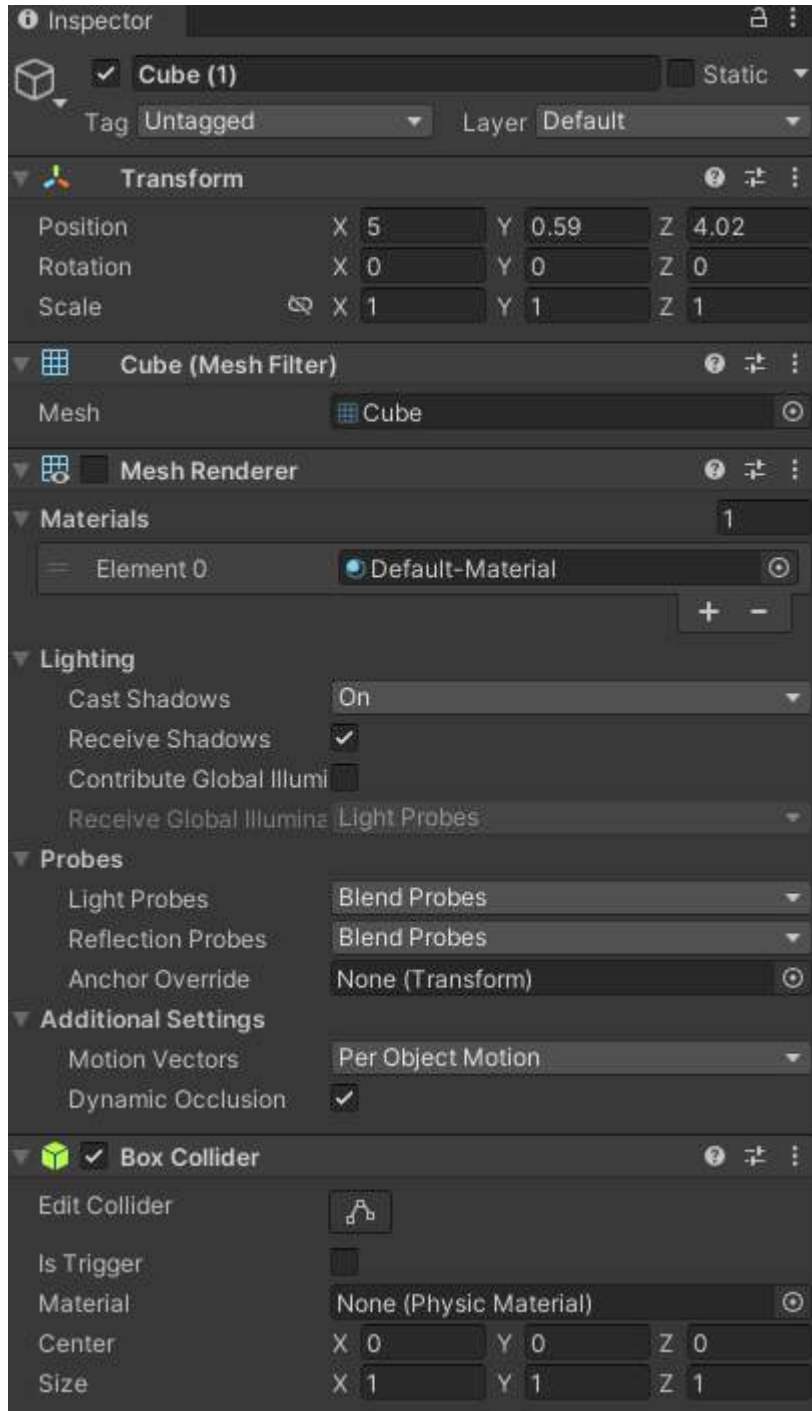 Inspector
Cube (1) Static
Tag Untagged Layer Default
Transform
Position X 5 Y 0.59 Z 4.02
Rotation X 0 Y 0 Z 0
Scale X 1 Y 1 Z 1
Cube (Mesh Filter)
Mesh Cube
Mesh Renderer
Materials 1
Element 0 Default-Material
+ -
Lighting
Cast Shadows On
Receive Shadows
Contribute Global Illumi
Receive Global Illumina Light Probes
Probes
Light Probes Blend Probes
Reflection Probes Blend Probes
Anchor Override None (Transform)
Additional Settings
Motion Vectors Per Object Motion
Dynamic Occlusion
Box Collider
Edit Collider
Is Trigger
Material None (Physic Material)
Center X 0 Y 0 Z 0
Size X 1 Y 1 Z 1